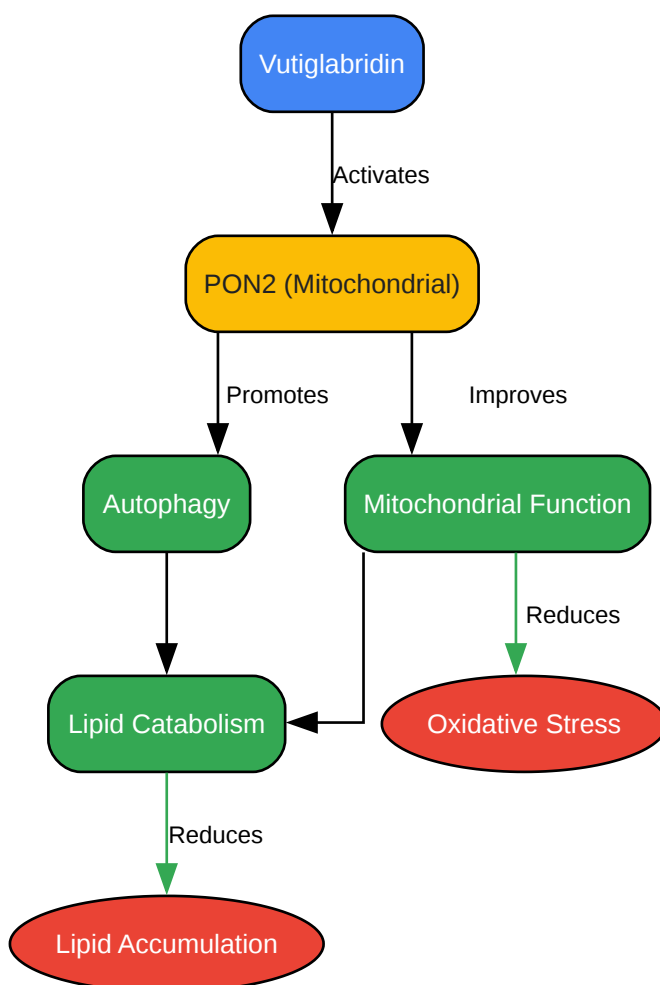 Vutiglabridin
Activates
PON2 (Mitochondrial)
Promotes
Improves
Autophagy
Mitochondrial Function
Reduces
Lipid Catabolism
Oxidative Stress
Reduces
Lipid Accumulation